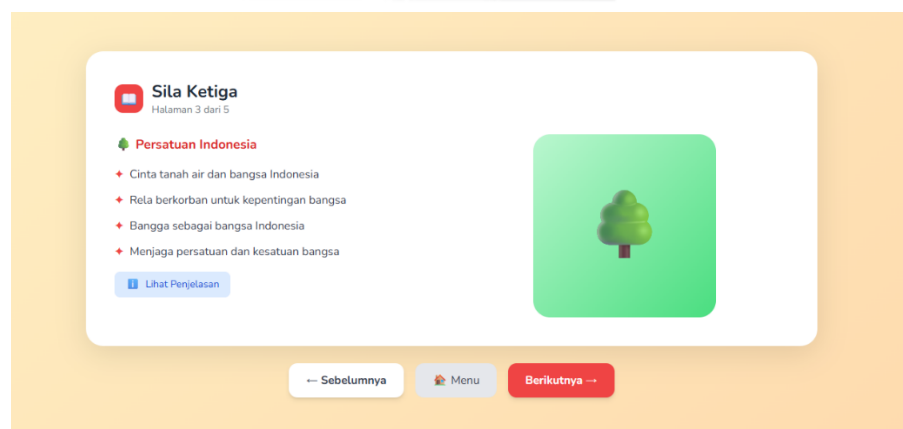 Sila Ketiga
Halaman 3 dari 5
Persatuan Indonesia
Cinta tanah air dan bangsa Indonesia
Rela berkorban untuk kepentingan bangsa
Bangga sebagai bangsa Indonesia
Menjaga persatuan dan kesatuan bangsa
Lihat Penjelasan
← Sebelumnya
Menu
Berikutnya →